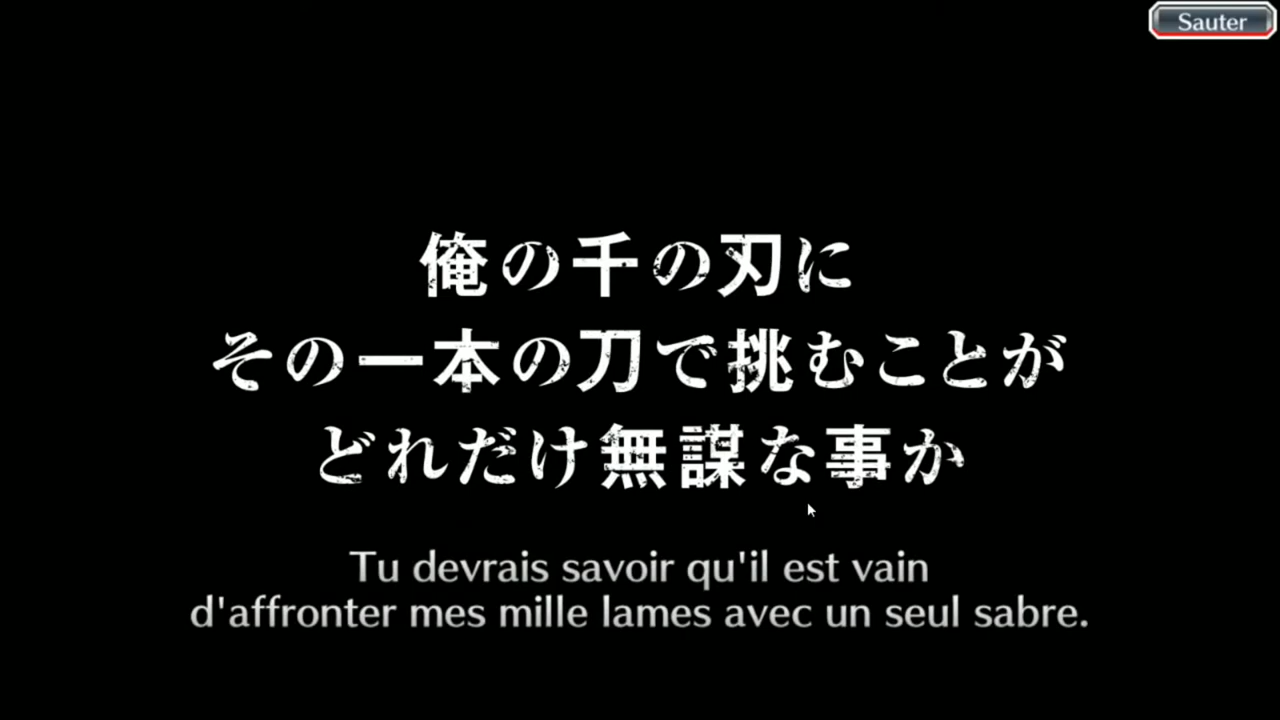 Sauter
俺の千の刃に
その一本の刀で挑むことが
どれだけ無謀な事か
Tu devrais savoir qu'il est vain
d'affronter mes mille lames avec un seul sabre.